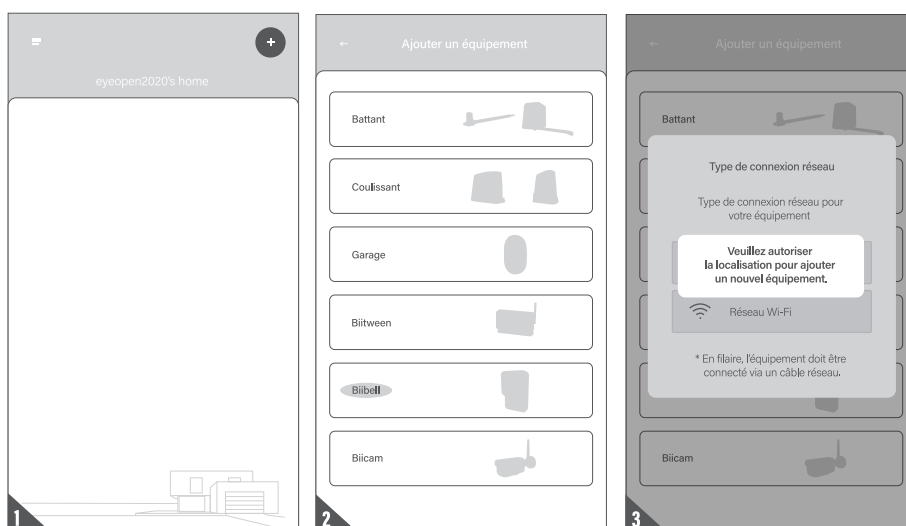 +
eyeopen2020's home
1
← Ajouter un équipement
Battant
Coulissant
Garage
Biitween
Biibell
Biicam
2
← Ajouter un équipement
Battant
Type de connexion réseau
Type de connexion réseau pour
votre équipement
Veuillez autoriser
la localisation pour ajouter
un nouvel équipement.
Réseau Wi-Fi
* En filaire, l'équipement doit être
connecté via un câble réseau.
Biicam
3